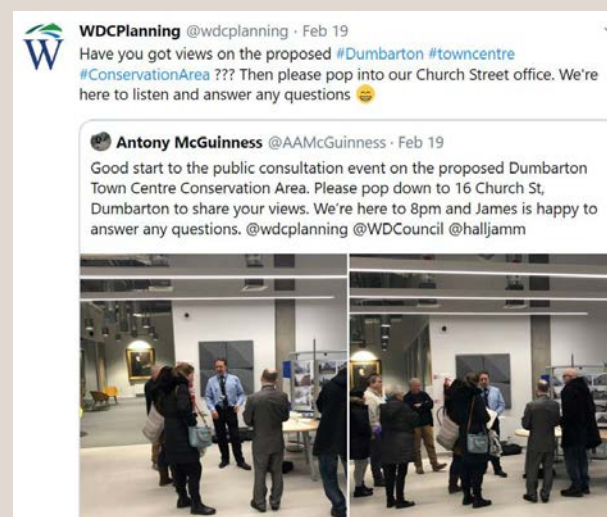 WDCPlanning @wdcplanning · Feb 19
Have you got views on the proposed #Dumbarton #towncentre
#ConservationArea ??? Then please pop into our Church Street office. We're
here to listen and answer any questions 😄
Antony McGuinness @AAMcGuinness · Feb 19
Good start to the public consultation event on the proposed Dumbarton
Town Centre Conservation Area. Please pop down to 16 Church St,
Dumbarton to share your views. We're here to 8pm and James is happy to
answer any questions. @wdcplanning @WDCouncil @halljamm